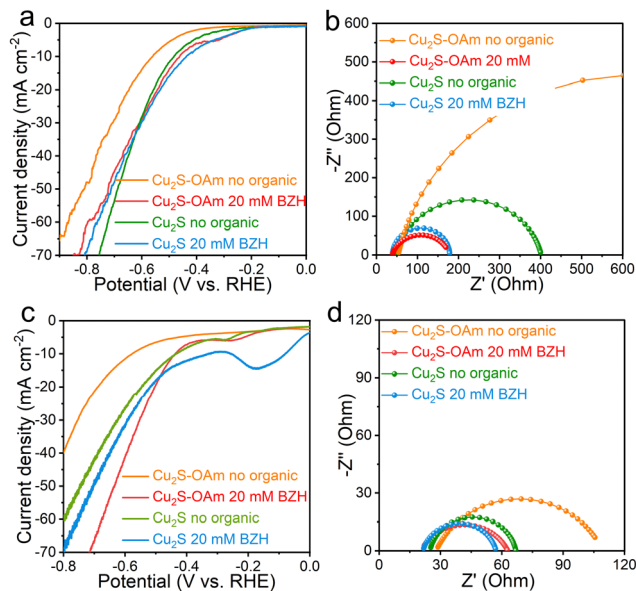 a
Current density (mA cm⁻²)
0
-10
-20
-30
-40
-50
-60
-70
Cu₂S-OAm no organic
Cu₂S-OAm 20 mM BZH
Cu₂S no organic
Cu₂S 20 mM BZH
-0.8 -0.6 -0.4 -0.2 0.0
Potential (V vs. RHE)
b
-Z'' (Ohm)
600
450
300
150
0
Cu₂S-OAm no organic
Cu₂S-OAm 20 mM
Cu₂S no organic
Cu₂S 20 mM BZH
0 100 200 300 400 500 600
Z' (Ohm)
c
Current density (mA cm⁻²)
0
-10
-20
-30
-40
-50
-60
-70
Cu₂S-OAm no organic
Cu₂S-OAm 20 mM BZH
Cu₂S no organic
Cu₂S 20 mM BZH
-0.8 -0.6 -0.4 -0.2 0.0
Potential (V vs. RHE)
d
-Z'' (Ohm)
120
90
60
30
0
Cu₂S-OAm no organic
Cu₂S-OAm 20 mM BZH
Cu₂S no organic
Cu₂S 20 mM BZH
0 30 60 90 120
Z' (Ohm)